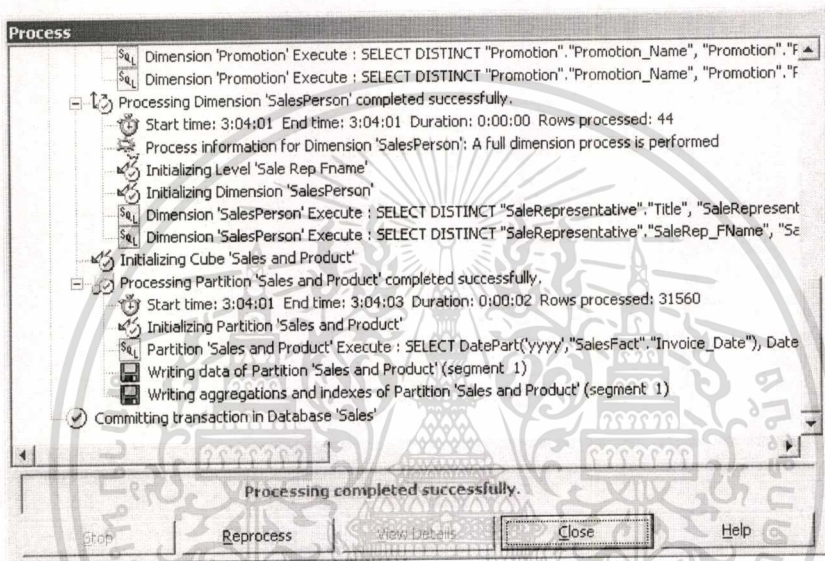 Process
Dimension 'Promotion' Execute : SELECT DISTINCT "Promotion"."Promotion_Name", "Promotion"."F
Dimension 'Promotion' Execute : SELECT DISTINCT "Promotion"."Promotion_Name", "Promotion"."F
Processing Dimension 'SalesPerson' completed successfully.
Start time: 3:04:01 End time: 3:04:01 Duration: 0:00:00 Rows processed: 44
Process information for Dimension 'SalesPerson': A full dimension process is performed
Initializing Level 'Sale Rep Fname'
Initializing Dimension 'SalesPerson'
Dimension 'SalesPerson' Execute : SELECT DISTINCT "SaleRepresentative"."Title", "SaleRepresent
Dimension 'SalesPerson' Execute : SELECT DISTINCT "SaleRepresentative"."SaleRep_FName", "Sa
Initializing Cube 'Sales and Product'
Processing Partition 'Sales and Product' completed successfully.
Start time: 3:04:01 End time: 3:04:03 Duration: 0:00:02 Rows processed: 31560
Initializing Partition 'Sales and Product'
Partition 'Sales and Product' Execute : SELECT DatePart('yyyy',"SalesFact"."Invoice_Date"), Date
Writing data of Partition 'Sales and Product' (segment 1)
Writing aggregations and indexes of Partition 'Sales and Product' (segment 1)
Committing transaction in Database 'Sales'
Processing completed successfully.
Stop Reprocess View Details Close Help